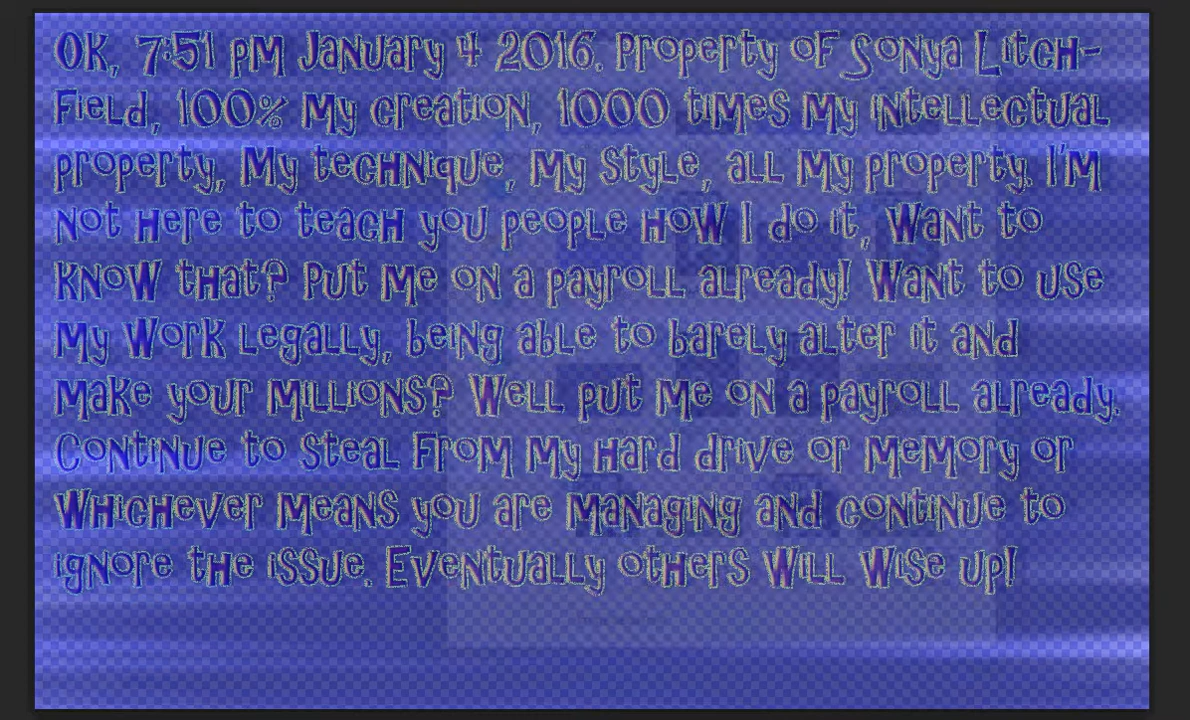 OK, 7:51 PM January 4 2016. Property of Sonya Litch-
field, 100% My creation, 1000 times My intellectual
property, My technique, My style, all My property. I'm
not here to teach you people how I do it, Want to
know that? Put Me on a payroll already! Want to use
My Work legally, being able to barely alter it and
make your Millions? Well put Me on a payroll already.
Continue to steal from My hard drive or memory or
Whichever means you are managing and continue to
ignore the issue. Eventually others Will Wise up!